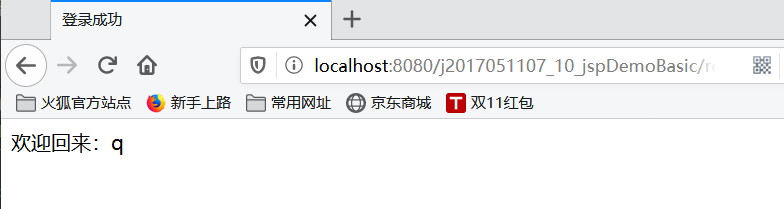 登录成功
localhost:8080/j2017051107_10_jspDemoBasic/re
火狐官方站点 新手上路 常用网址 京东商城 T 双11红包
欢迎回来：q